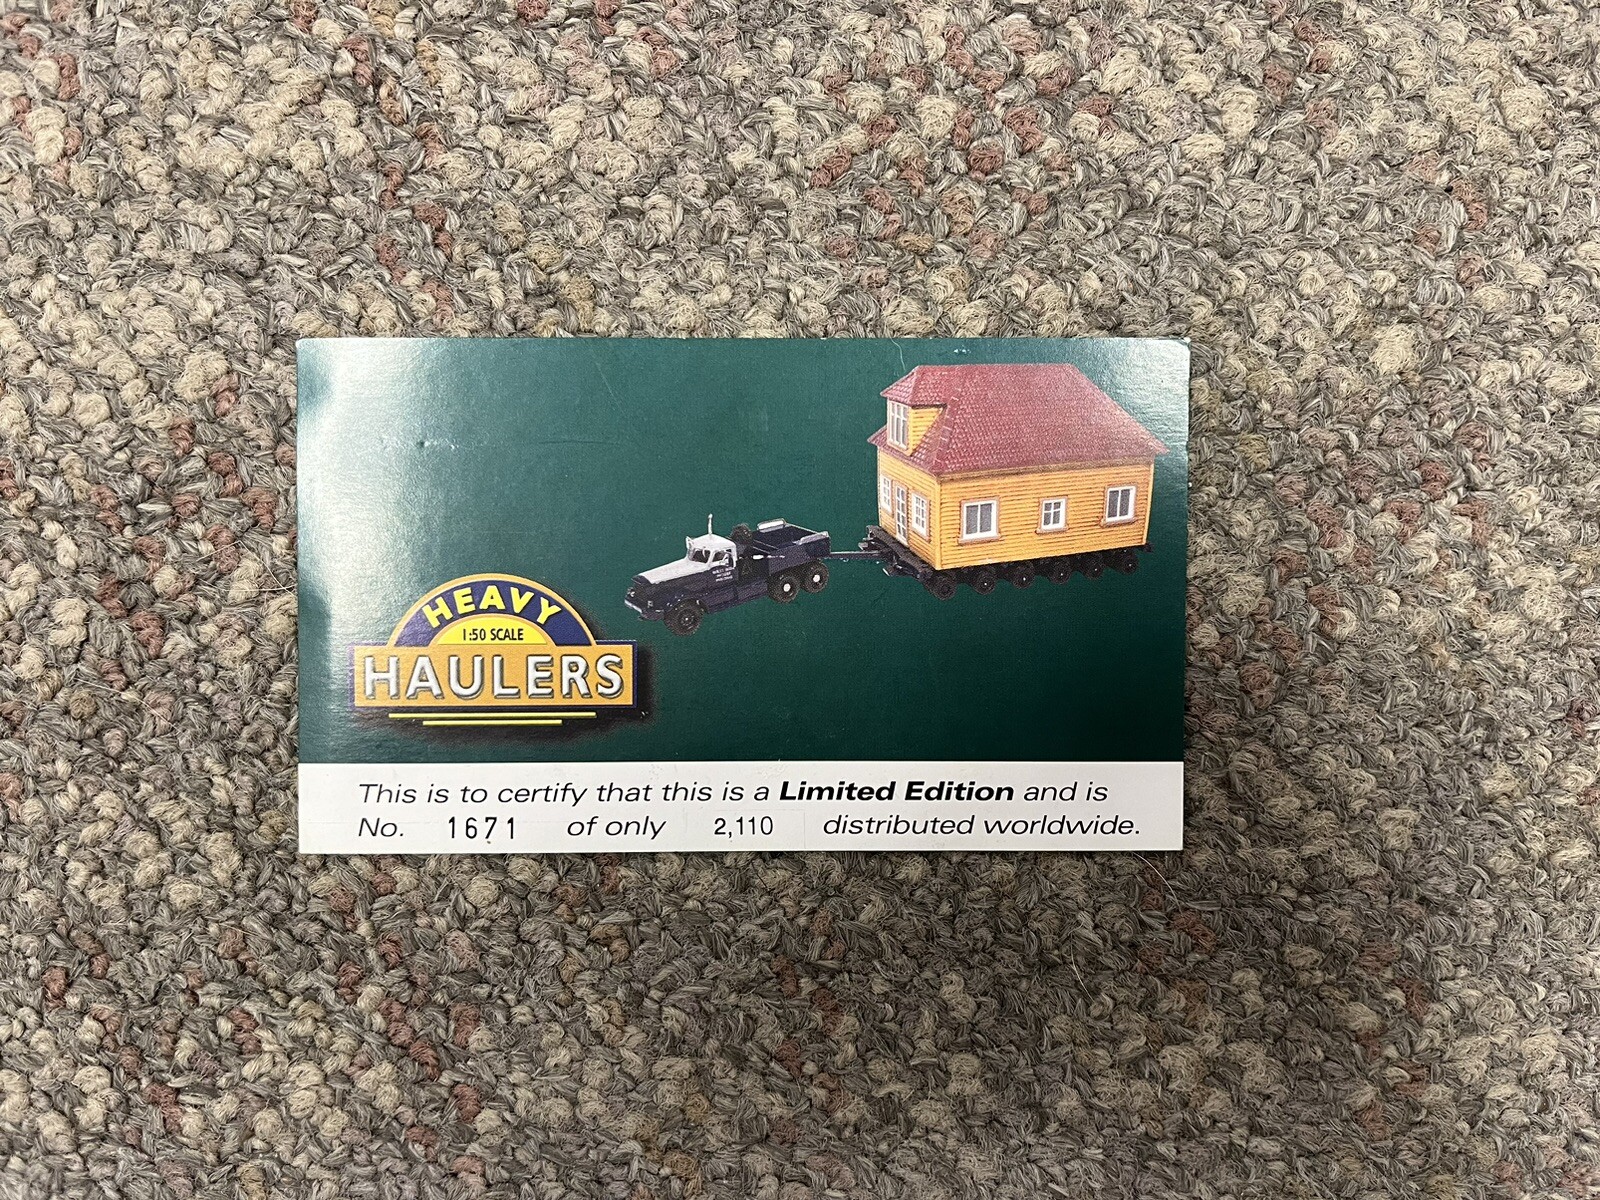 HEAVY
1:50 SCALE
HAULERS
This is to certify that this is a Limited Edition and is
No. 1671 of only 2,110 distributed worldwide.